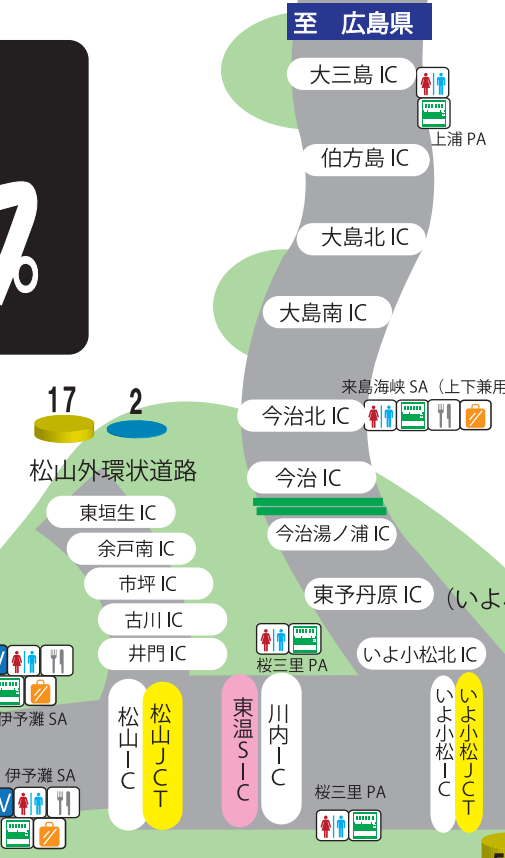 至 広島県
大三島 IC
上浦 PA
伯方島 IC
大島北 IC
大島南 IC
来島海峡 SA（上下兼用
17
2
今治北 IC
松山外環状道路
今治 IC
東垣生 IC
今治湯ノ浦 IC
余戸南 IC
市坪 IC
東予丹原 IC
（いよ
古川 IC
井門 IC
桜三里 PA
いよ小松北 IC
伊予灘 SA
松山IC
松山JCT
東温SIC
川内IC
いよ小松IC
いよ小松JCT
伊予灘 SA
桜三里 PA